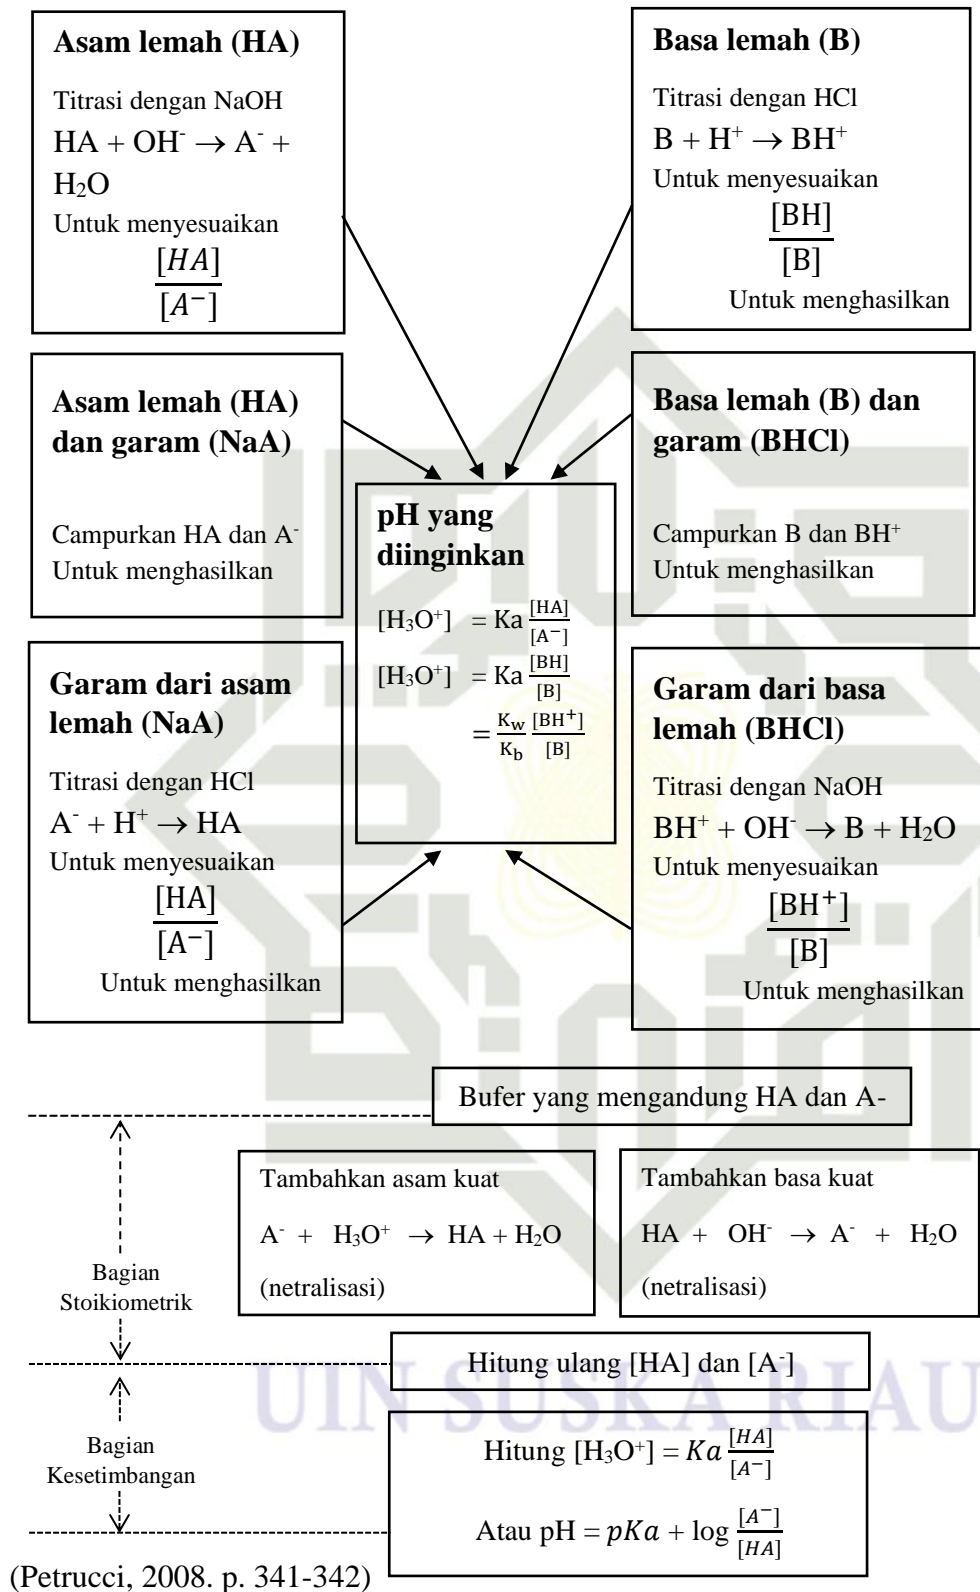 Asam lemah (HA)
Titrasi dengan NaOH
HA + OH⁻ → A⁻ +
H₂O
Untuk menyesuaikan
[HA]
[A⁻]
Basa lemah (B)
Titrasi dengan HCl
B + H⁺ → BH⁺
Untuk menyesuaikan
[BH]
[B]
Untuk menghasilkan
Asam lemah (HA)
dan garam (NaA)
Campurkan HA dan A⁻
Untuk menghasilkan
Basa lemah (B) dan
garam (BHCl)
Campurkan B dan BH⁺
Untuk menghasilkan
pH yang
diinginkan
[H₃O⁺] = Ka [HA]/[A⁻]
[H₃O⁺] = Ka [BH]/[B]
= K_w/K_b [BH⁺]/[B]
Garam dari asam
lemah (NaA)
Titrasi dengan HCl
A⁻ + H⁺ → HA
Untuk menyesuaikan
[HA]
[A⁻]
Untuk menghasilkan
Garam dari basa
lemah (BHCl)
Titrasi dengan NaOH
BH⁺ + OH⁻ → B + H₂O
Untuk menyesuaikan
[BH⁺]
[B]
Untuk menghasilkan
Bufer yang mengandung HA dan A-
Tambahkan asam kuat
A⁻ + H₃O⁺ → HA + H₂O
(netralisasi)
Tambahkan basa kuat
HA + OH⁻ → A⁻ + H₂O
(netralisasi)
Bagian
Stoikiometrik
Hitung ulang [HA] dan [A⁻]
UIN SUSKA RIAU
Bagian
Kesetimbangan
Hitung [H₃O⁺] = Ka [HA]/[A⁻]
Atau pH = pKa + log [A⁻]/[HA]
(Petrucci, 2008. p. 341-342)